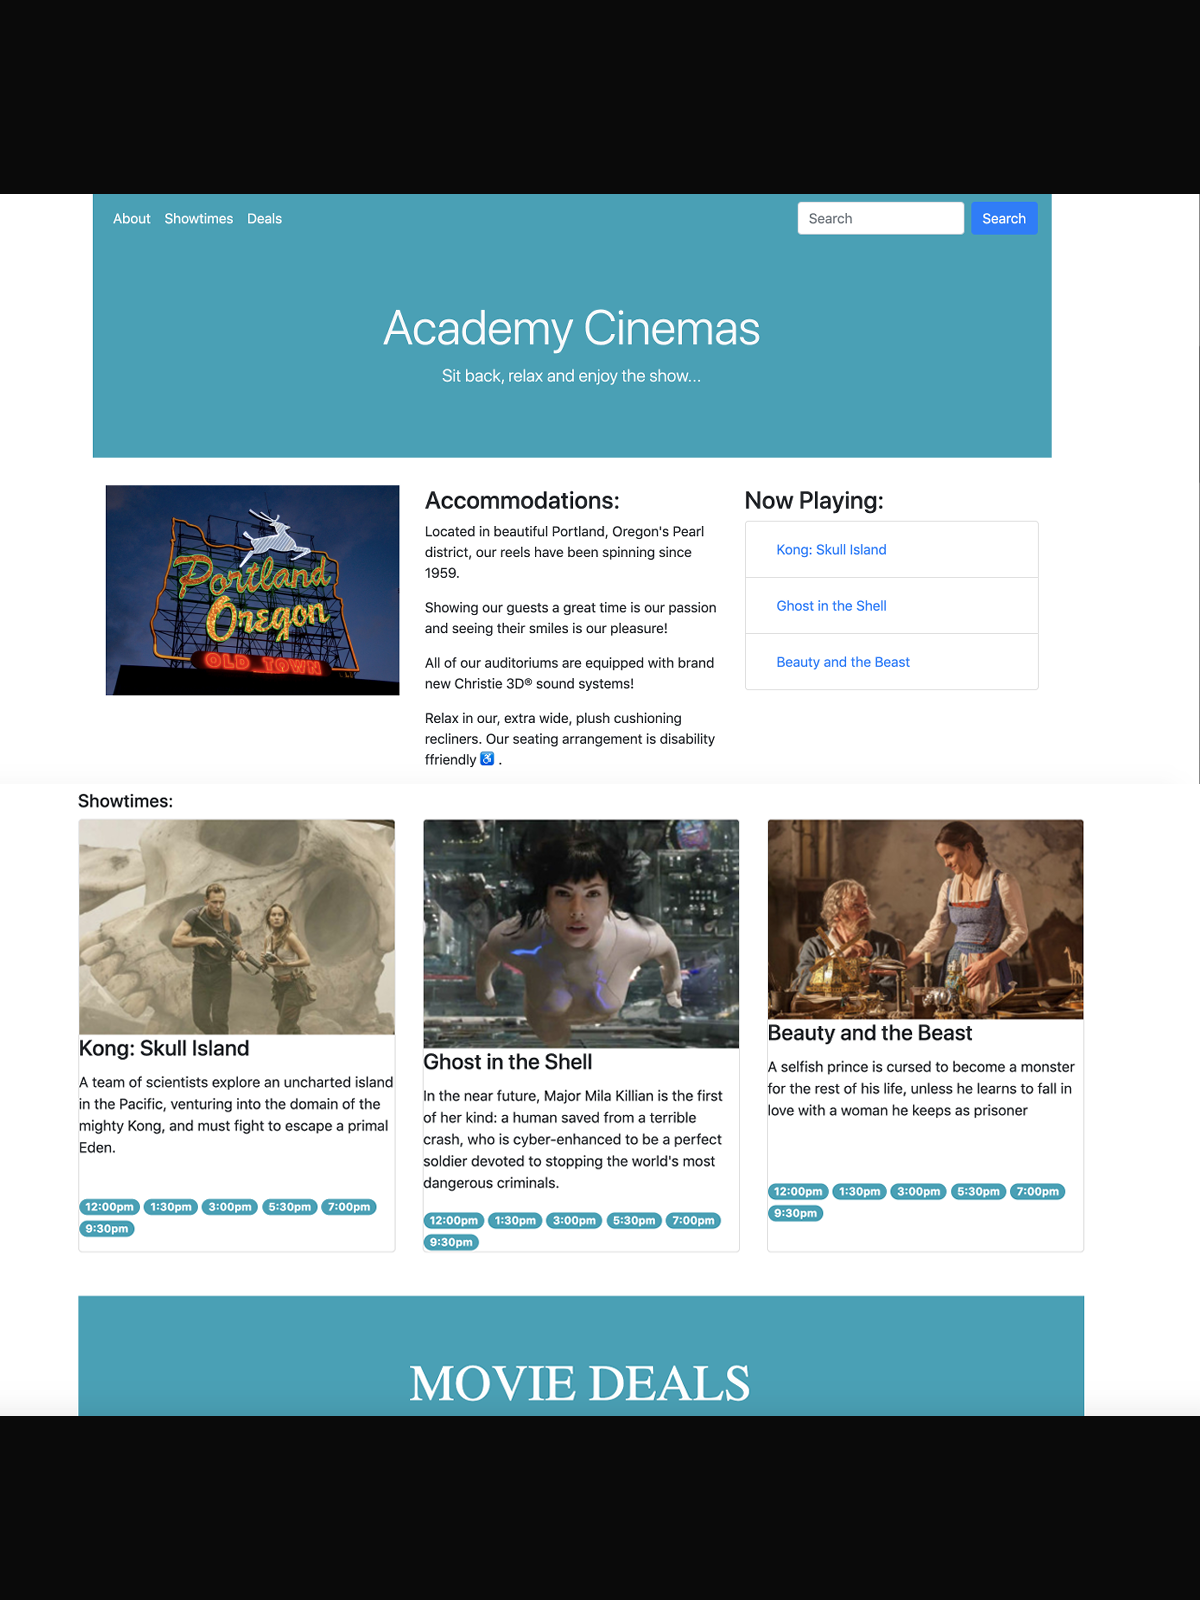 About Showtimes Deals Search Search
Academy Cinemas
Sit back, relax and enjoy the show...
Portland
Oregon
OLD TOWN
Accommodations:
Located in beautiful Portland, Oregon's Pearl
district, our reels have been spinning since
1959.
Showing our guests a great time is our passion
and seeing their smiles is our pleasure!
All of our auditoriums are equipped with brand
new Christie 3D® sound systems!
Relax in our, extra wide, plush cushioning
recliners. Our seating arrangement is disability
ffriendly ♿ .
Now Playing:
Kong: Skull Island
Ghost in the Shell
Beauty and the Beast
Showtimes:
Kong: Skull Island
A team of scientists explore an uncharted island
in the Pacific, venturing into the domain of the
mighty Kong, and must fight to escape a primal
Eden.
12:00pm 1:30pm 3:00pm 5:30pm 7:00pm
9:30pm
Ghost in the Shell
In the near future, Major Mila Killian is the first
of her kind: a human saved from a terrible
crash, who is cyber-enhanced to be a perfect
soldier devoted to stopping the world's most
dangerous criminals.
12:00pm 1:30pm 3:00pm 5:30pm 7:00pm
9:30pm
Beauty and the Beast
A selfish prince is cursed to become a monster
for the rest of his life, unless he learns to fall in
love with a woman he keeps as prisoner
12:00pm 1:30pm 3:00pm 5:30pm 7:00pm
9:30pm
MOVIE DEALS